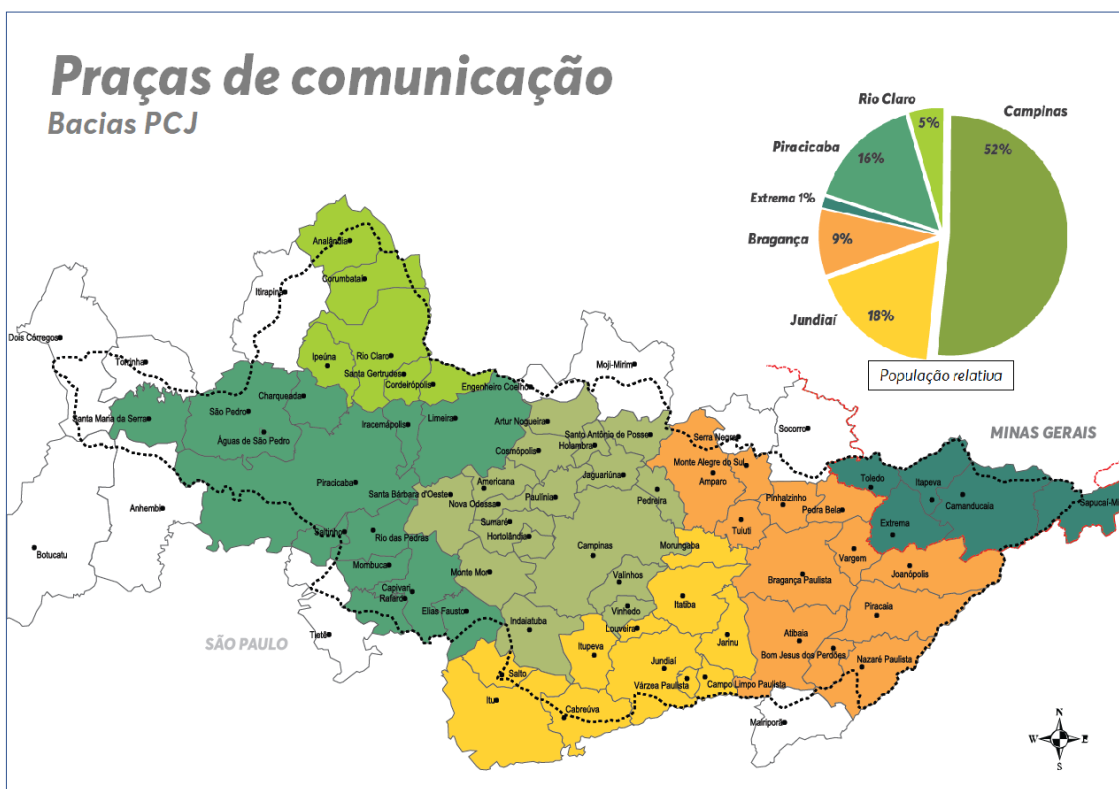 Praças de comunicação
Bacias PCJ
Rio Claro
Campinas
5%
52%
Piracicaba
16%
Extrema 1%
Bragança
9%
Jundiaí
18%
População relativa
Analândia
Corumbataí
Itirapina
Dois Córregos
Torrinha
Ipeúna
Rio Claro
Santa Gertrudes
Cordeirópolis
Engenheiro Coelho
Moji-Mirim
Charqueada
Santa Maria da Serra
São Pedro
Águas de São Pedro
Iracemápolis
Limeira
Artur Nogueira
Santo Antônio de Posse
Holambra
Cosmópolis
Serra Negra
Socorro
MINAS GERAIS
Monte Alegre do Sul
Amparo
Jaguariúna
Pedreira
Toledo
Itapeva
Camanducaia
Sapucaí-Mi
Extrema
Piracicaba
Santa Bárbara d'Oeste
Americana
Nova Odessa
Paulínia
Sumaré
Hortolândia
Pinhalzinho
Pedra Bela
Tuiuti
Anhembi
Botucatu
Saltinho
Rio das Pedras
Campinas
Morungaba
Vargem
Joanópolis
Bragança Paulista
Mombuca
Capivari
Rafard
Monte Mor
Valinhos
Vinhedo
Itatiba
Piracaia
Elias Fausto
Indaiatuba
Louveira
Jarinu
Atibaia
Bom Jesus dos Perdões
Nazaré Paulista
SÃO PAULO
Tietê
Itupeva
Jundiaí
Várzea Paulista
Campo Limpo Paulista
Salto
Itu
Cabreúva
Mairiporã
N
W
E
S